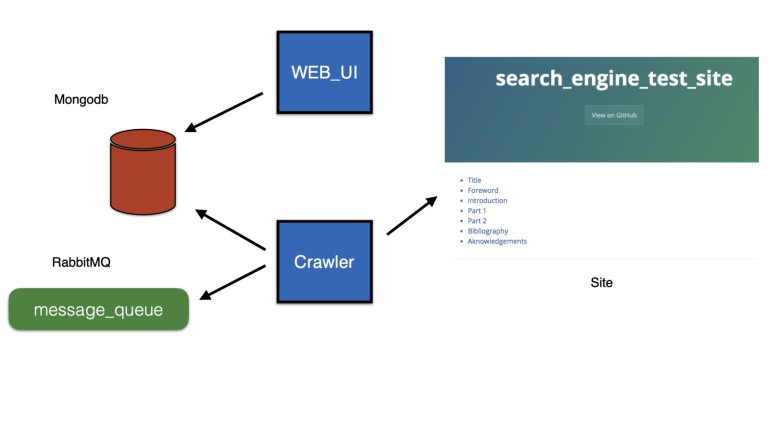 WEB_UI
Mongodb
search_engine_test_site
View on GitHub
Title
Foreword
Introduction
Part 1
Part 2
Bibliography
Aknowledgements
RabbitMQ
Crawler
message_queue
Site